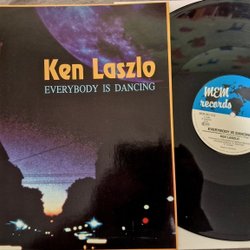 Ken Laszlo
EVERYBODY IS DANCING
MEM
records
EVERYBODY IS DANCING
KEN LASZLO